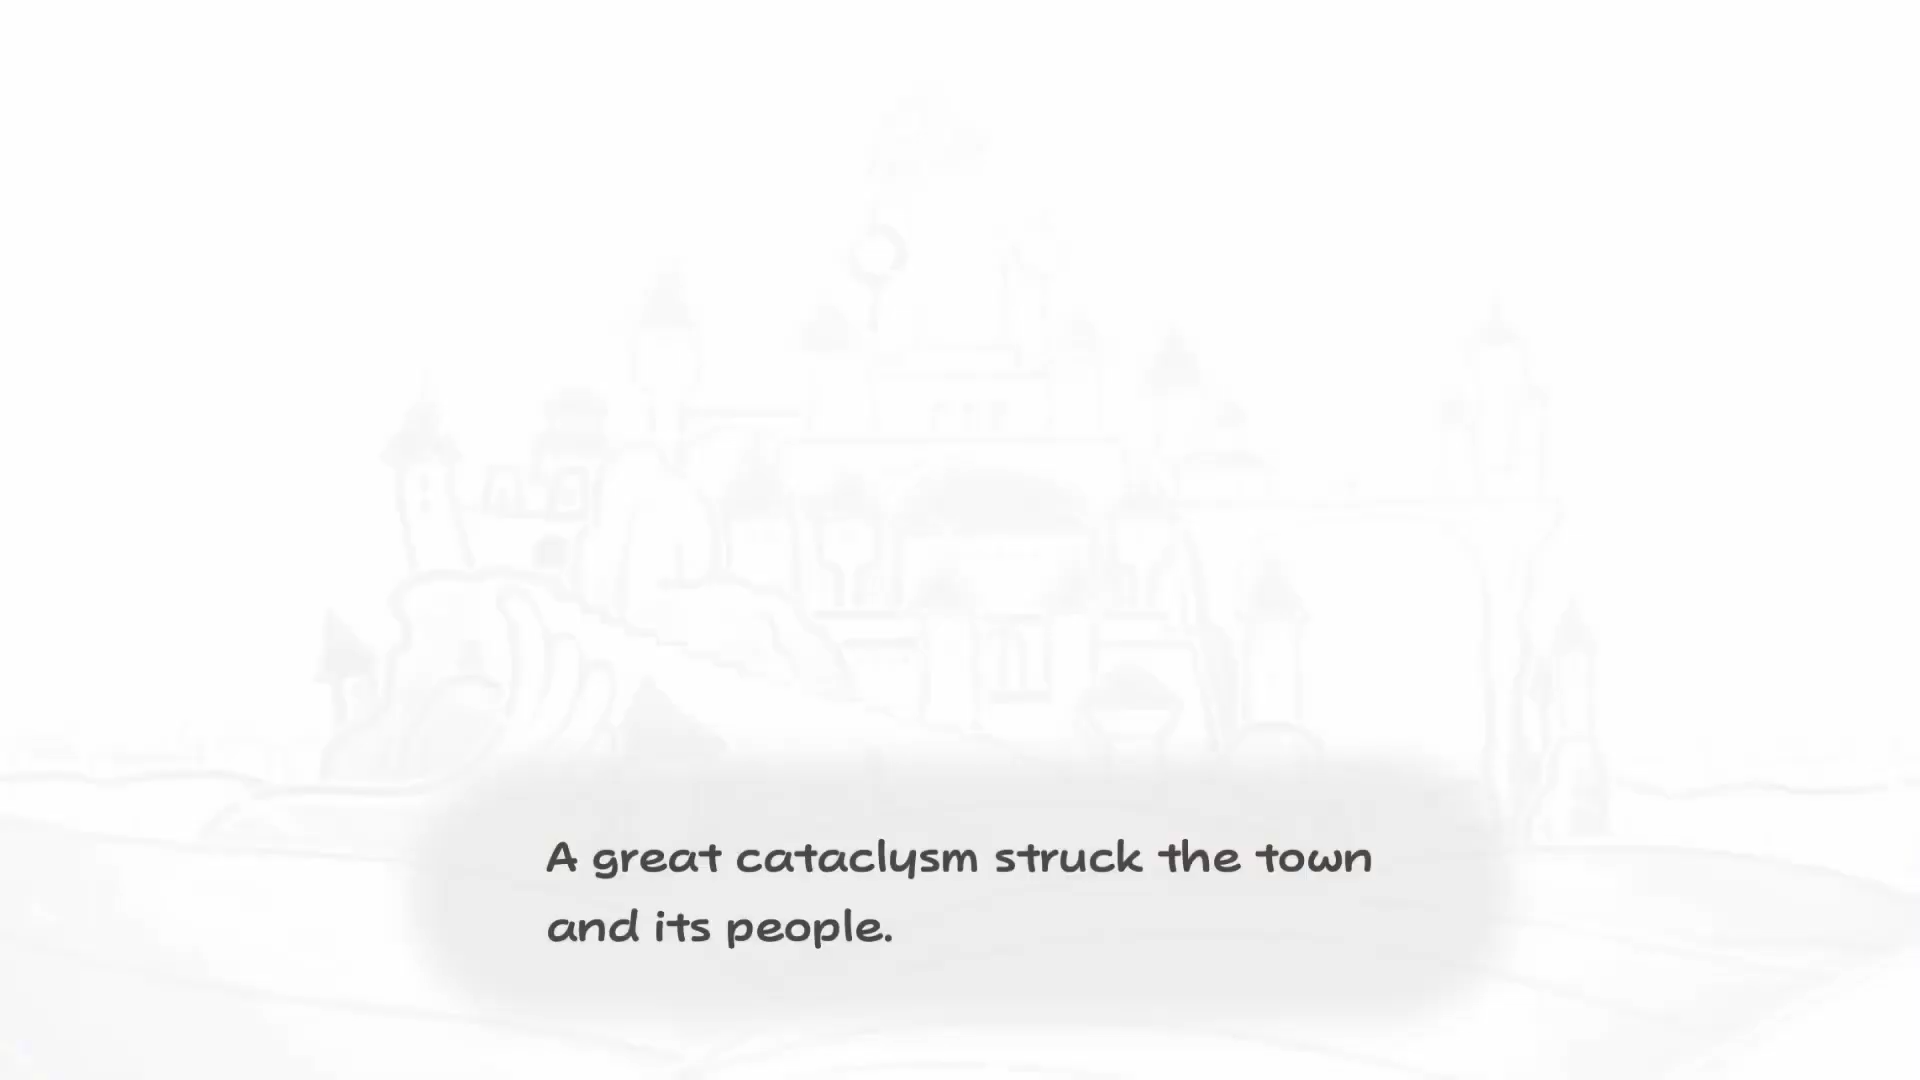 A great cataclysm struck the town
and its people.